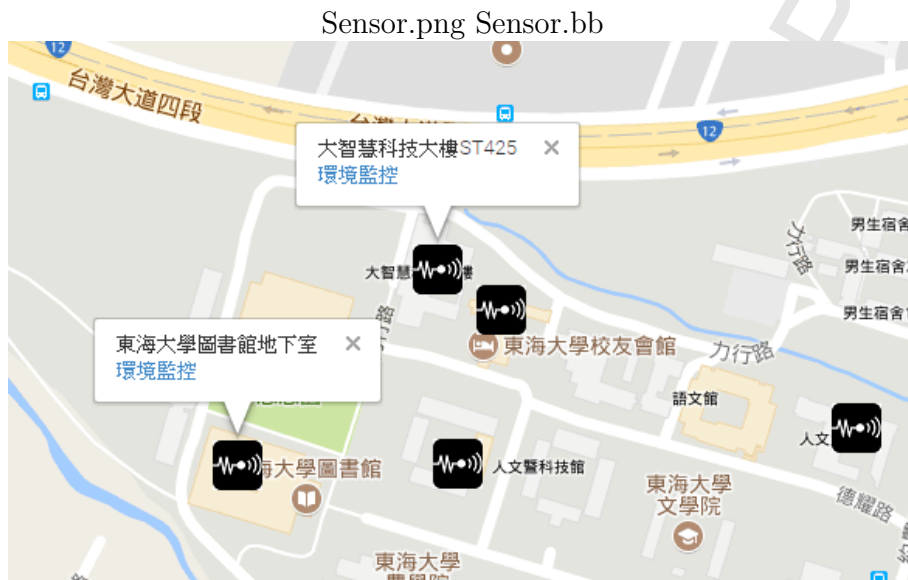 Sensor.png Sensor.bb
12
台灣大道四段
12
大智慧科技大樓ST425 ×
環境監控
男生宿舍
力行路
男生宿舍
大智慧
樓
男生宿舍
東海大學圖書館地下室 ×
環境監控
東海大學校友會館
力行路
語文館
人文
海大學圖書館
人文暨科技館
東海大學
文學院
德耀路
東海大學